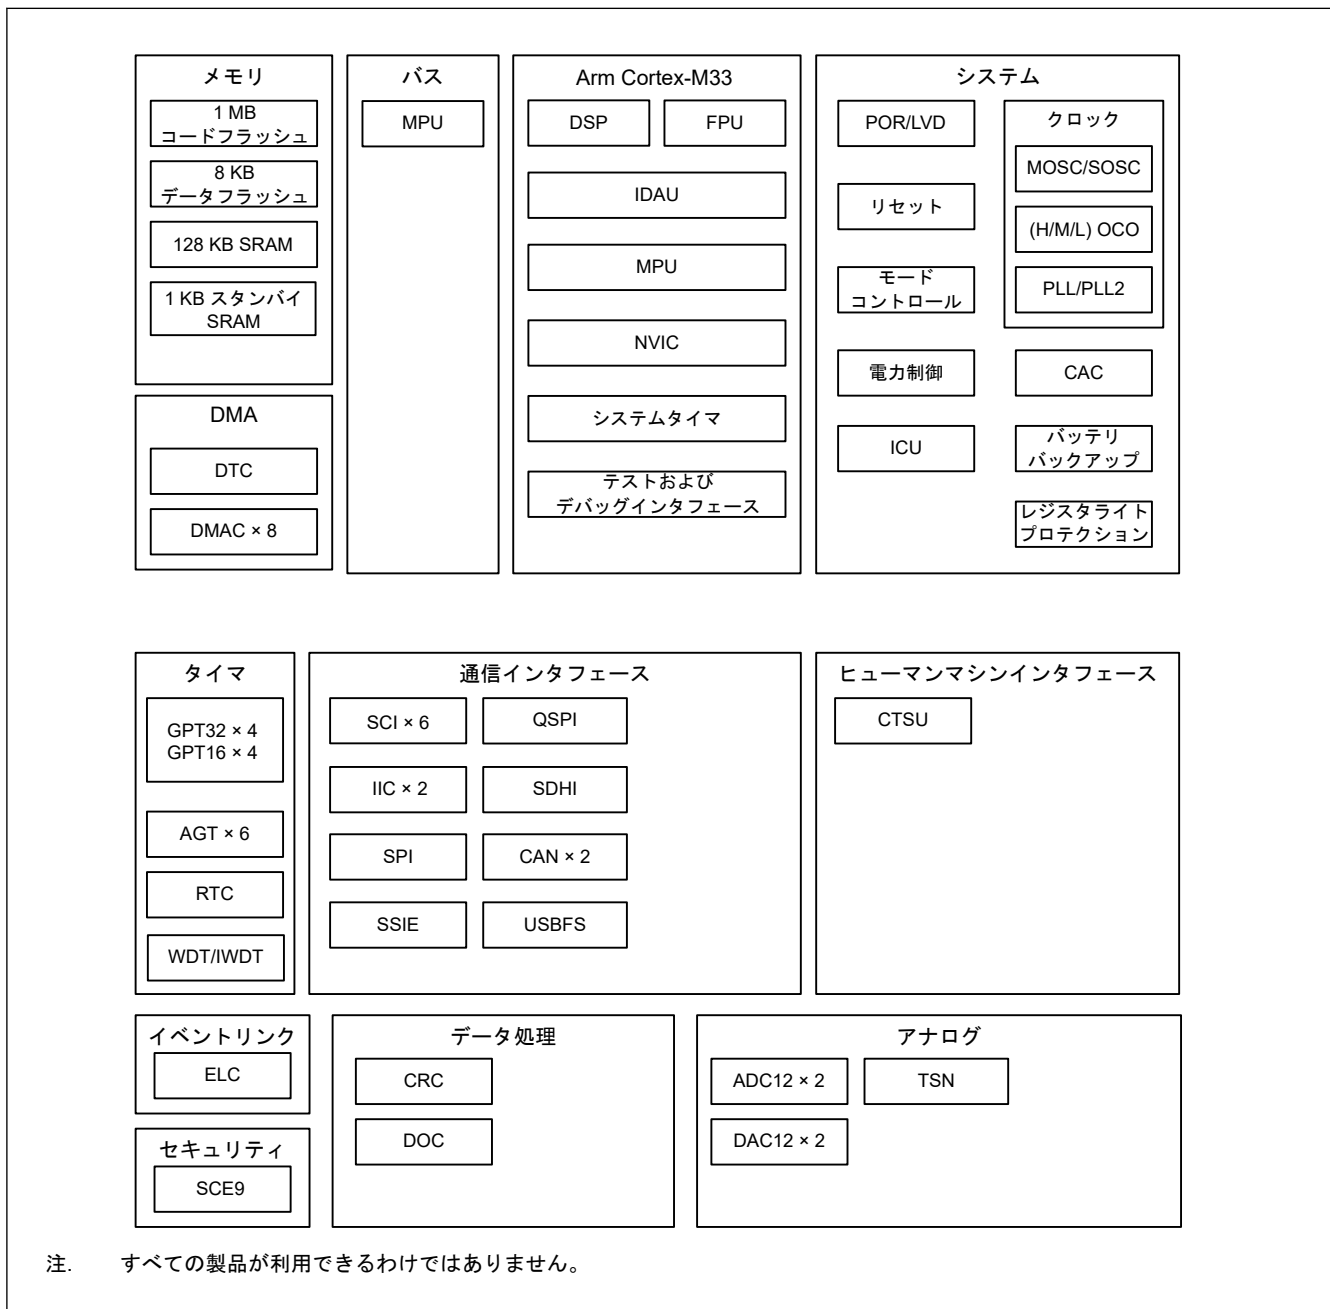 メモリ
1 MB
コードフラッシュ
8 KB
データフラッシュ
128 KB SRAM
1 KB スタンバイ
SRAM
DMA
DTC
DMAC × 8
バス
MPU
Arm Cortex-M33
DSP
FPU
IDAU
MPU
NVIC
システムタイマ
テストおよび
デバッグインタフェース
システム
POR/LVD
リセット
モード
コントロール
電力制御
ICU
クロック
MOSC/SOSC
(H/M/L) OCO
PLL/PLL2
CAC
バッテリ
バックアップ
レジスタライト
プロテクション
タイマ
GPT32 × 4
GPT16 × 4
AGT × 6
RTC
WDT/IWDT
通信インタフェース
SCI × 6
QSPI
IIC × 2
SDHI
SPI
CAN × 2
SSIE
USBFS
ヒューマンマシンインタフェース
CTSU
イベントリンク
ELC
セキュリティ
SCE9
データ処理
CRC
DOC
アナログ
ADC12 × 2
TSN
DAC12 × 2
注. すべての製品が利用できるわけではありません。